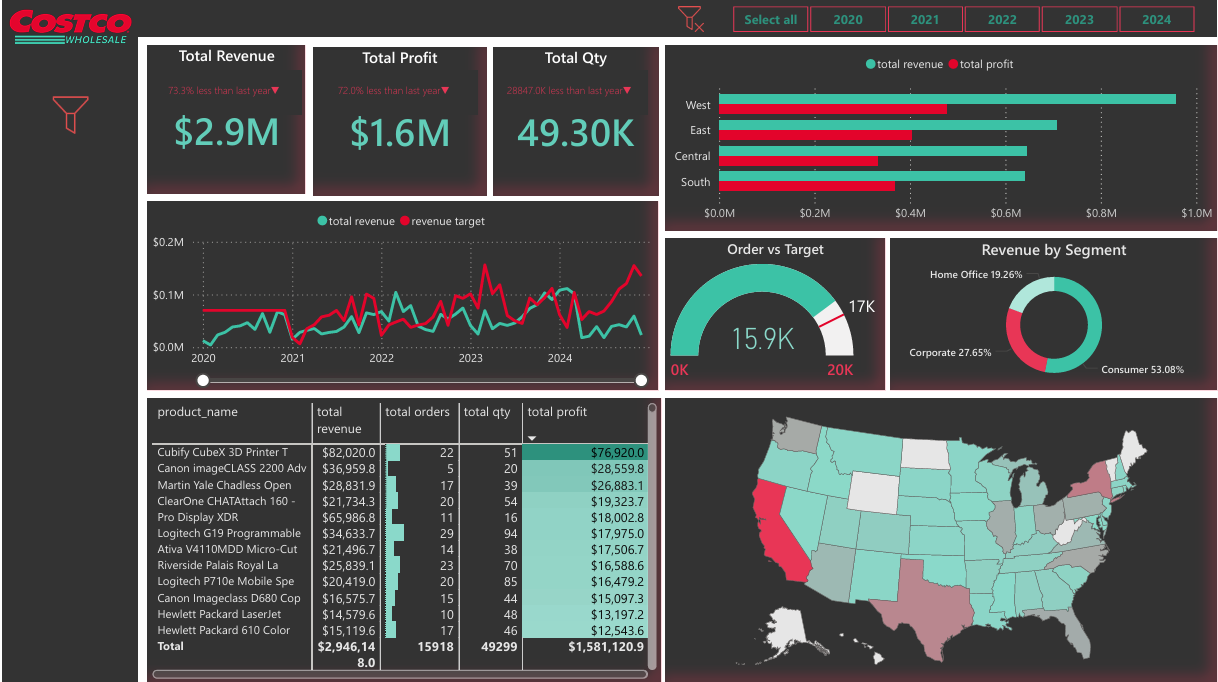 COSTCO
WHOLESALE
Select all 2020 2021 2022 2023 2024
Total Revenue
73.3% less than last year▼
$2.9M
Total Profit
72.0% less than last year▼
$1.6M
Total Qty
28847.0K less than last year▼
49.30K
total revenue total profit
West
East
Central
South
$0.0M $0.2M $0.4M $0.6M $0.8M $1.0M
total revenue revenue target
$0.2M
$0.1M
$0.0M
2020 2021 2022 2023 2024
Order vs Target
17K
15.9K
0K 20K
Revenue by Segment
Home Office 19.26%
Corporate 27.65%
Consumer 53.08%
product_name total revenue total orders total qty total profit
Cubify CubeX 3D Printer T $82,020.0 22 51 $76,920.0
Canon imageCLASS 2200 Adv $36,959.8 5 20 $28,559.8
Martin Yale Chadless Open $28,831.9 17 39 $26,883.1
ClearOne CHATAttach 160 - $21,734.3 20 54 $19,323.7
Pro Display XDR $65,986.8 11 16 $18,002.8
Logitech G19 Programmable $34,633.7 29 94 $17,975.0
Ativa V4110MDD Micro-Cut $21,496.7 14 38 $17,506.7
Riverside Palais Royal La $25,839.1 23 70 $16,588.6
Logitech P710e Mobile Spe $20,419.0 20 85 $16,479.2
Canon Imageclass D680 Cop $16,575.7 15 44 $15,097.3
Hewlett Packard LaserJet $14,579.6 10 48 $13,197.2
Hewlett Packard 610 Color $15,119.6 17 46 $12,543.6
Total $2,946,148.0 15918 49299 $1,581,120.9